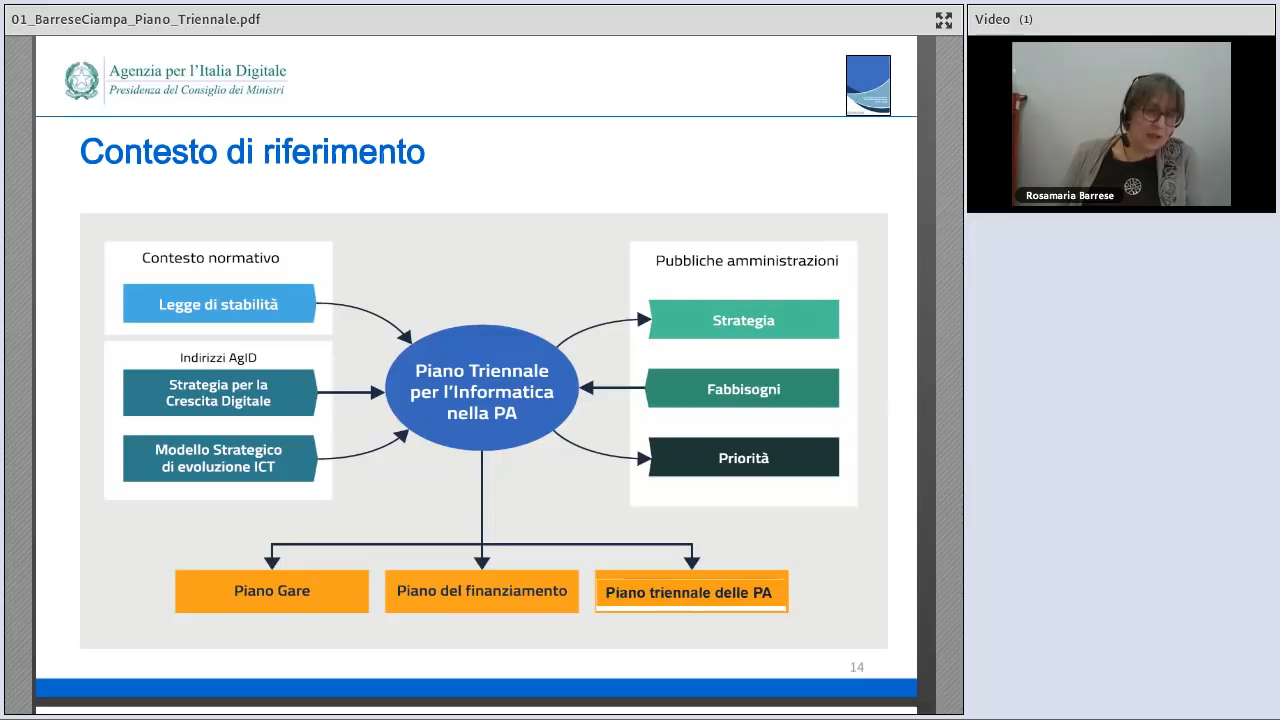 01_BarreseCiampa_Piano_Triennale.pdf
Video (1)
Agenzia per l'Italia Digitale
Presidenza del Consiglio dei Ministri
Rosamaria Barrese
Contesto di riferimento
Contesto normativo
Legge di stabilità
Indirizzi AgID
Strategia per la
Crescita Digitale
Modello Strategico
di evoluzione ICT
Piano Triennale
per l'Informatica
nella PA
Pubbliche amministrazioni
Strategia
Fabbisogni
Priorità
Piano Gare
Piano del finanziamento
Piano triennale delle PA
14